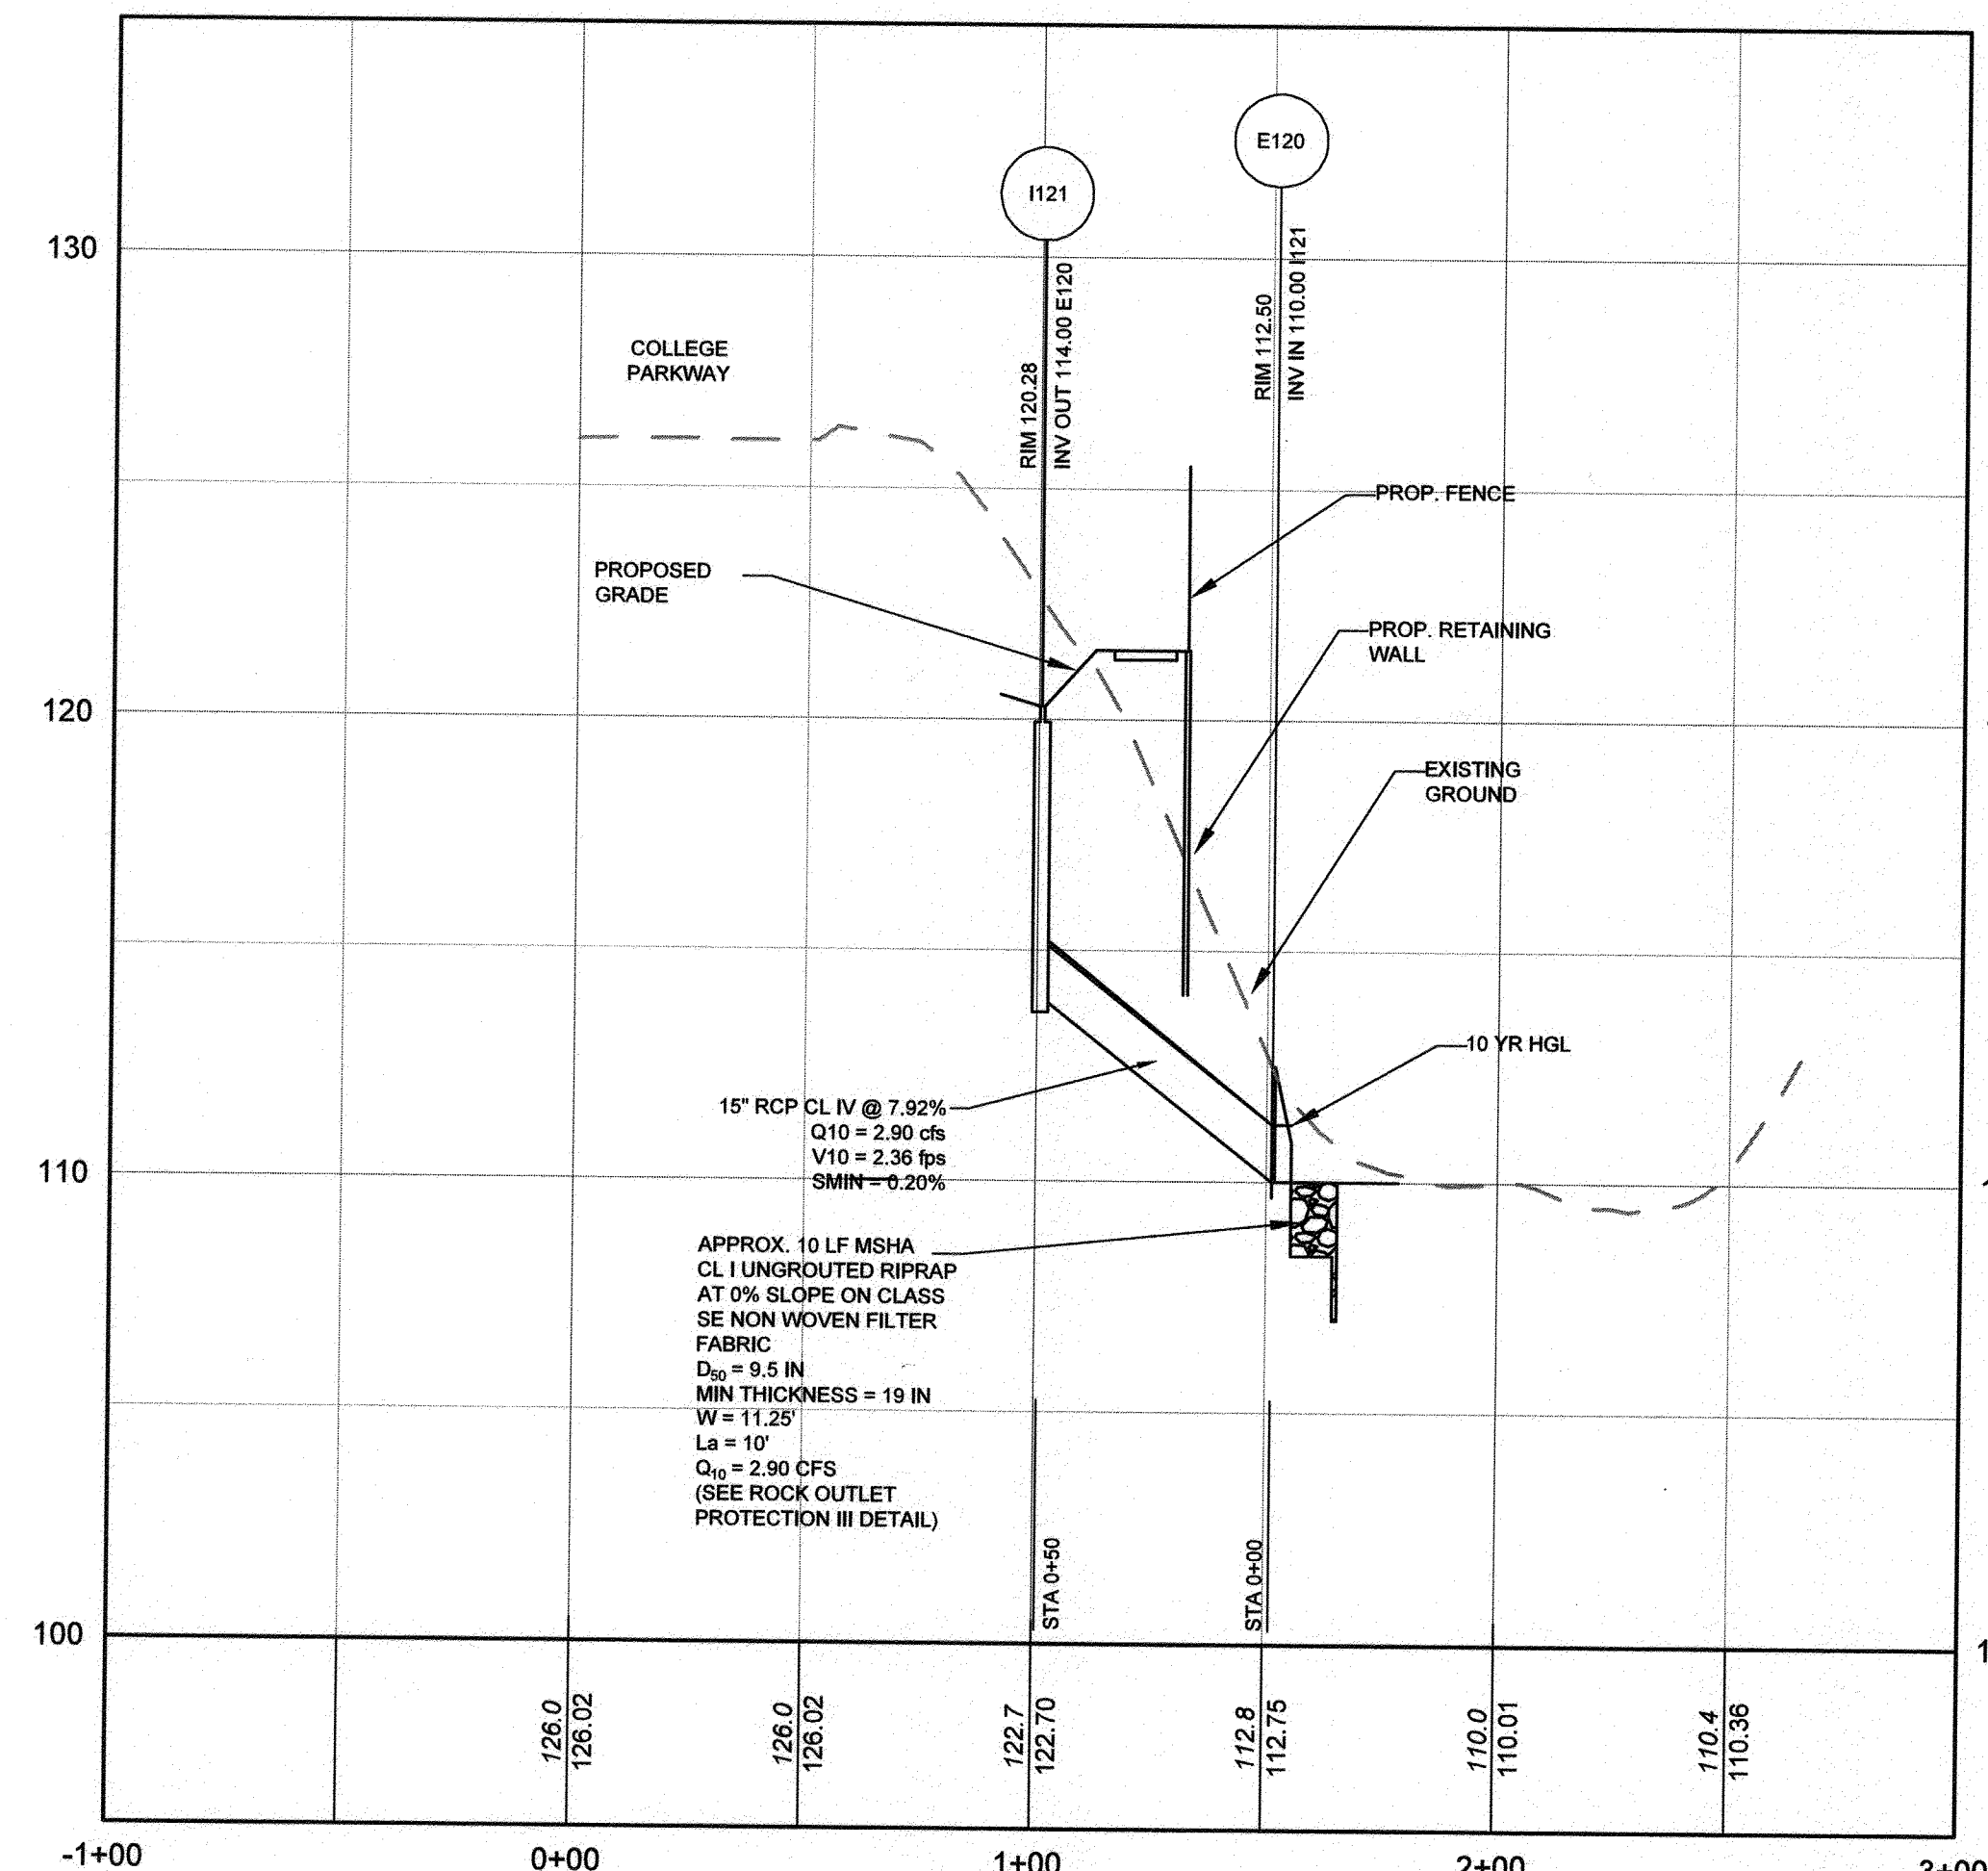 E120
I121
130
RIM 120.28
INV OUT 114.00 E120
RIM 112.50
INV IN 110.00 I121
COLLEGE
PARKWAY
PROP. FENCE
PROPOSED
GRADE
PROP. RETAINING
WALL
120
EXISTING
GROUND
10 YR HGL
15" RCP CL IV @ 7.92%
Q10 = 2.90 cfs
V10 = 2.36 fps
SMIN = 0.20%
110
APPROX. 10 LF MSHA
CL I UNGROUTED RIPRAP
AT 0% SLOPE ON CLASS
SE NON WOVEN FILTER
FABRIC
D₅₀ = 9.5 IN
MIN THICKNESS = 19 IN
W = 11.25'
La = 10'
Q₁₀ = 2.90 CFS
(SEE ROCK OUTLET
PROTECTION III DETAIL)
STA 0+50
STA 0+00
100
126.0
126.02
126.0
126.02
122.7
122.70
112.8
112.75
110.0
110.01
110.4
110.36
-1+00
0+00
1+00
2+00
3+00